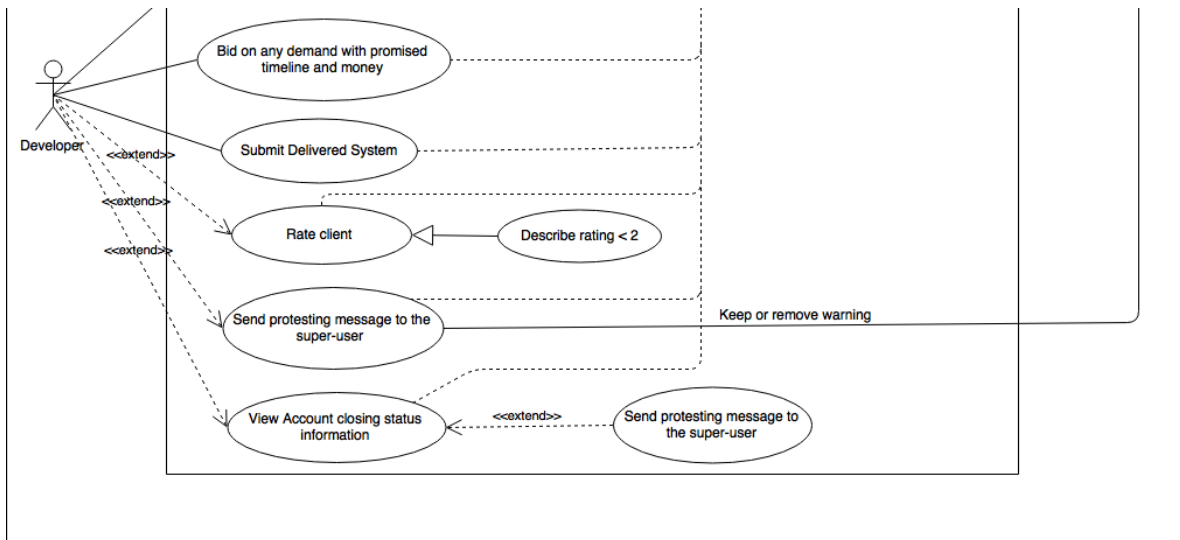 Bid on any demand with promised
timeline and money
Developer
Submit Delivered System
<<extend>>
<<extend>>
Rate client
Describe rating < 2
<<extend>>
Send protesting message to the
super-user
Keep or remove warning
View Account closing status
information
<<extend>>
Send protesting message to
the super-user